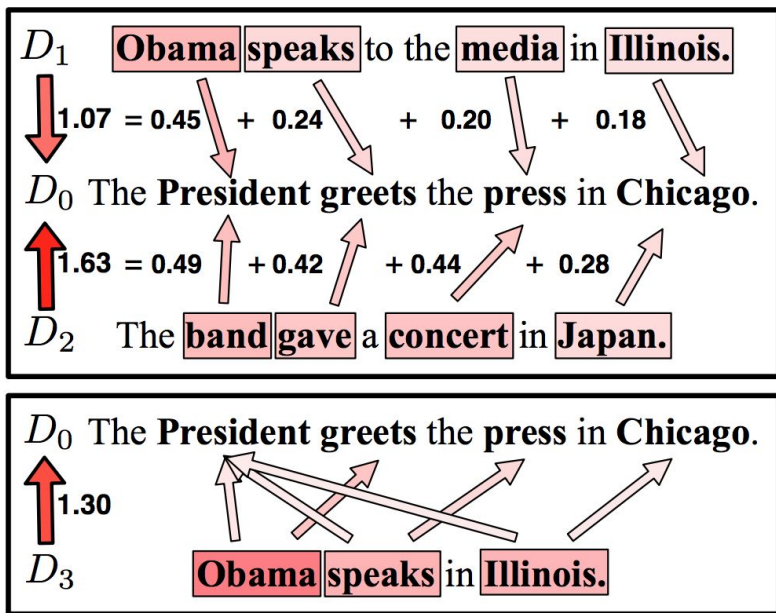 D₁ Obama speaks to the media in Illinois.
1.07 = 0.45 + 0.24 + 0.20 + 0.18
D₀ The President greets the press in Chicago.
1.63 = 0.49 + 0.42 + 0.44 + 0.28
D₂ The band gave a concert in Japan.
D₀ The President greets the press in Chicago.
1.30
D₃ Obama speaks in Illinois.